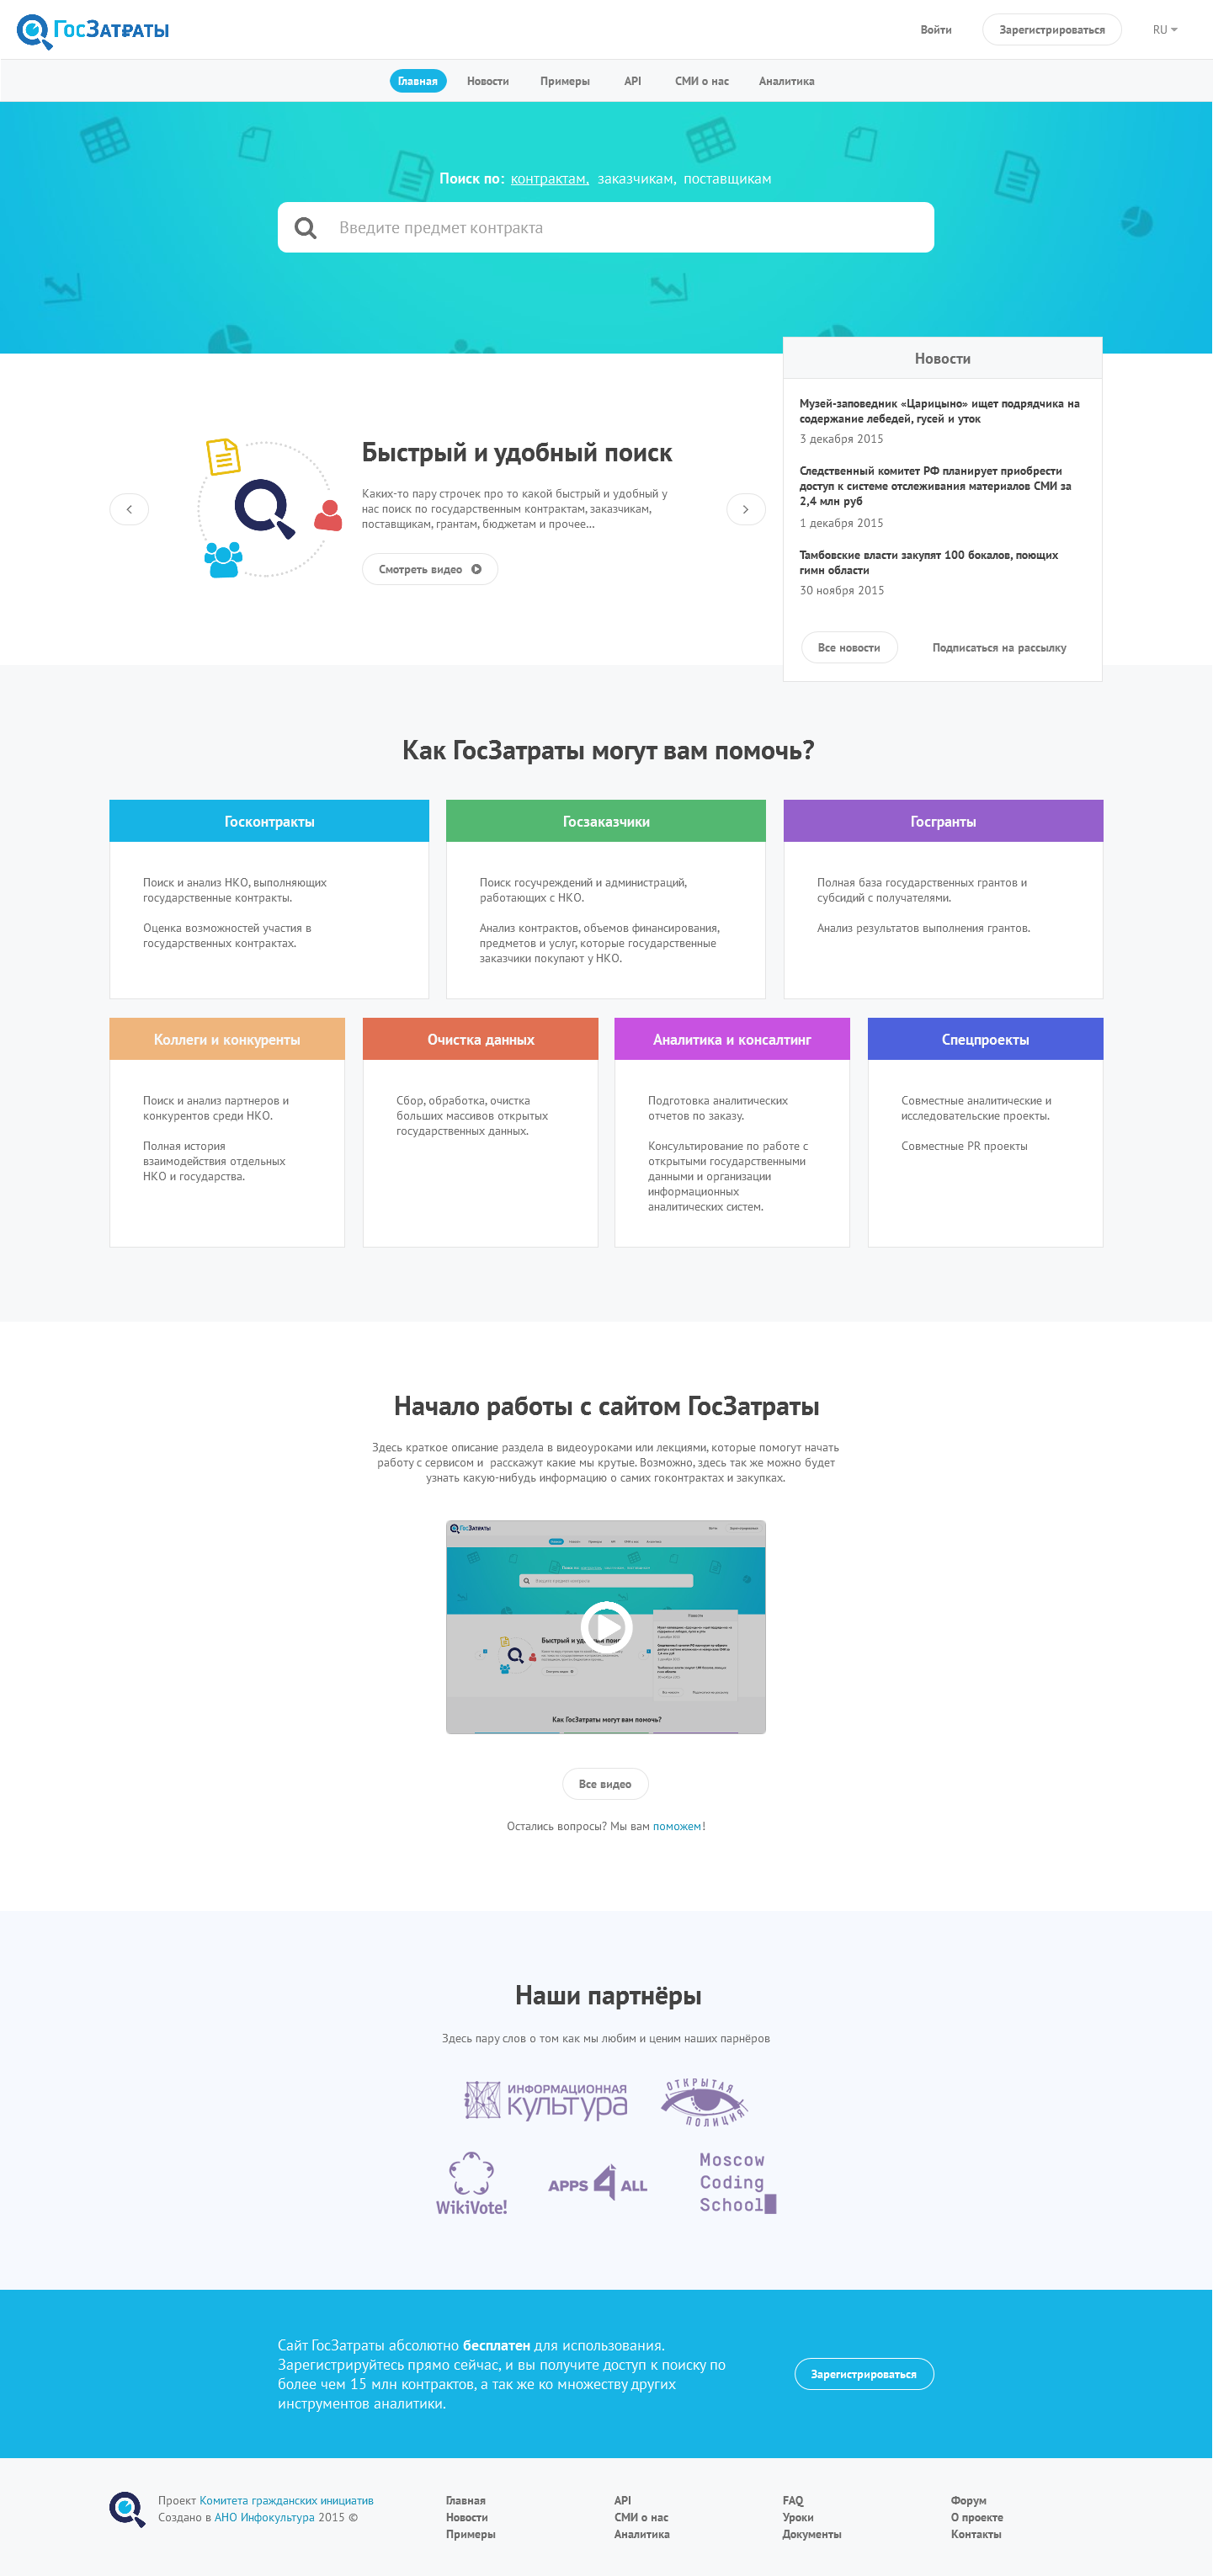 ГосЗатраты
Войти
Зарегистрироваться
RU
Главная
Новости
Примеры
API
СМИ о нас
Аналитика
Поиск по: контрактам, заказчикам, поставщикам
Введите предмет контракта
Быстрый и удобный поиск
Каких-то пару строчек про то какой быстрый и удобный у
нас поиск по государственным контрактам, заказчикам,
поставщикам, грантам, бюджетам и прочее...
Смотреть видео
Новости
Музей-заповедник «Царицыно» ищет подрядчика на
содержание лебедей, гусей и уток
3 декабря 2015
Следственный комитет РФ планирует приобрести
доступ к системе отслеживания материалов СМИ за
2,4 млн руб
1 декабря 2015
Тамбовские власти закупят 100 бокалов, поющих
гимн области
30 ноября 2015
Все новости
Подписаться на рассылку
Как ГосЗатраты могут вам помочь?
Госконтракты
Поиск и анализ НКО, выполняющих
государственные контракты.
Оценка возможностей участия в
государственных контрактах.
Госзаказчики
Поиск госучреждений и администраций,
работающих с НКО.
Анализ контрактов, объемов финансирования,
предметов и услуг, которые государственные
заказчики покупают у НКО.
Госгранты
Полная база государственных грантов и
субсидий с получателями.
Анализ результатов выполнения грантов.
Коллеги и конкуренты
Поиск и анализ партнеров и
конкурентов среди НКО.
Полная история
взаимодействия отдельных
НКО и государства.
Очистка данных
Сбор, обработка, очистка
больших массивов открытых
государственных данных.
Аналитика и консалтинг
Подготовка аналитических
отчетов по заказу.
Консультирование по работе с
открытыми государственными
данными и организации
информационных
аналитических систем.
Спецпроекты
Совместные аналитические и
исследовательские проекты.
Совместные PR проекты
Начало работы с сайтом ГосЗатраты
Здесь краткое описание раздела в видеоуроками или лекциями, которые помогут начать
работу с сервисом и расскажут какие мы крутые. Возможно, здесь так же можно будет
узнать какую-нибудь информацию о самих гоконтрактах и закупках.
ГосЗатраты
Быстрый и удобный поиск
Как ГосЗатраты могут вам помочь?
Все видео
Остались вопросы? Мы вам поможем!
Наши партнёры
Здесь пару слов о том как мы любим и ценим наших парнёров
ИНФОРМАЦИОННАЯ
КУЛЬТУРА
ОТКРЫТАЯ
ПОЛИЦИЯ
WikiVote!
APPS 4 ALL
Moscow
Coding
School
Сайт ГосЗатраты абсолютно бесплатен для использования.
Зарегистрируйтесь прямо сейчас, и вы получите доступ к поиску по
более чем 15 млн контрактов, а так же ко множеству других
инструментов аналитики.
Зарегистрироваться
Проект Комитета гражданских инициатив
Создано в АНО Инфокультура 2015 ©
Главная
Новости
Примеры
API
СМИ о нас
Аналитика
FAQ
Уроки
Документы
Форум
О проекте
Контакты